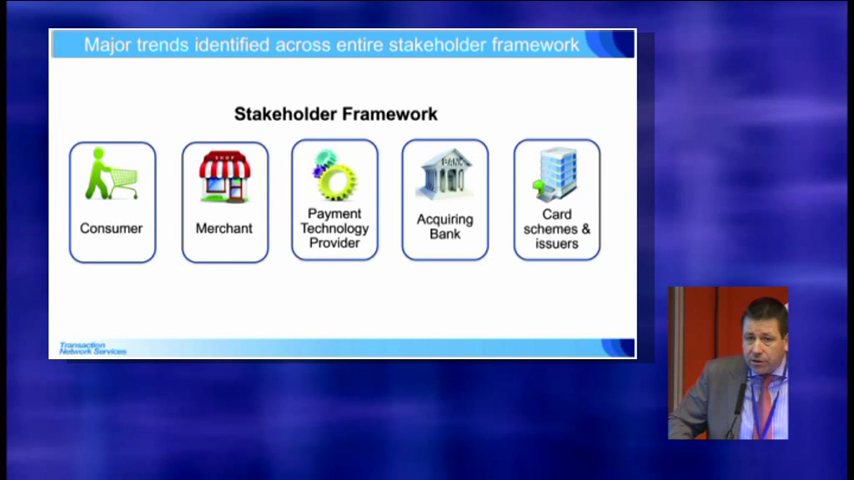 Major trends identified across entire stakeholder framework
Stakeholder Framework
Consumer
Merchant
Payment
Technology
Provider
BANK
Acquiring
Bank
Card
schemes &
issuers
Transaction
Network Services